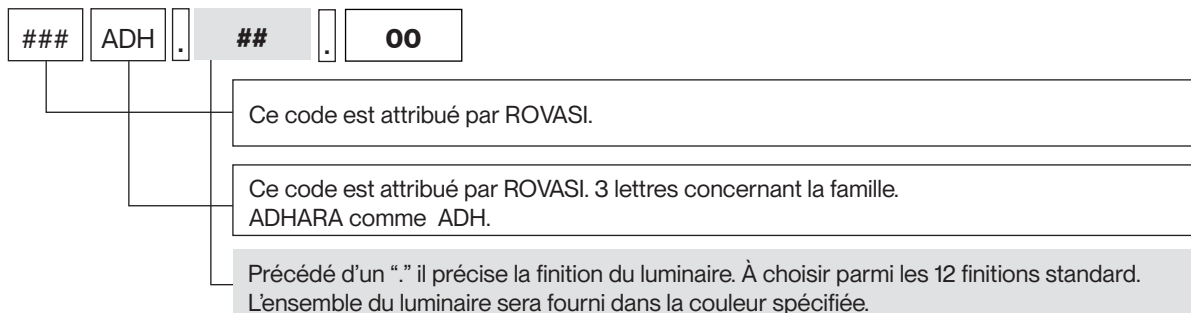 ### ADH . ## . 00
Ce code est attribué par ROVASI.
Ce code est attribué par ROVASI. 3 lettres concernant la famille.
ADHARA comme ADH.
Précédé d'un “.” il précise la finition du luminaire. À choisir parmi les 12 finitions standard.
L'ensemble du luminaire sera fourni dans la couleur spécifiée.